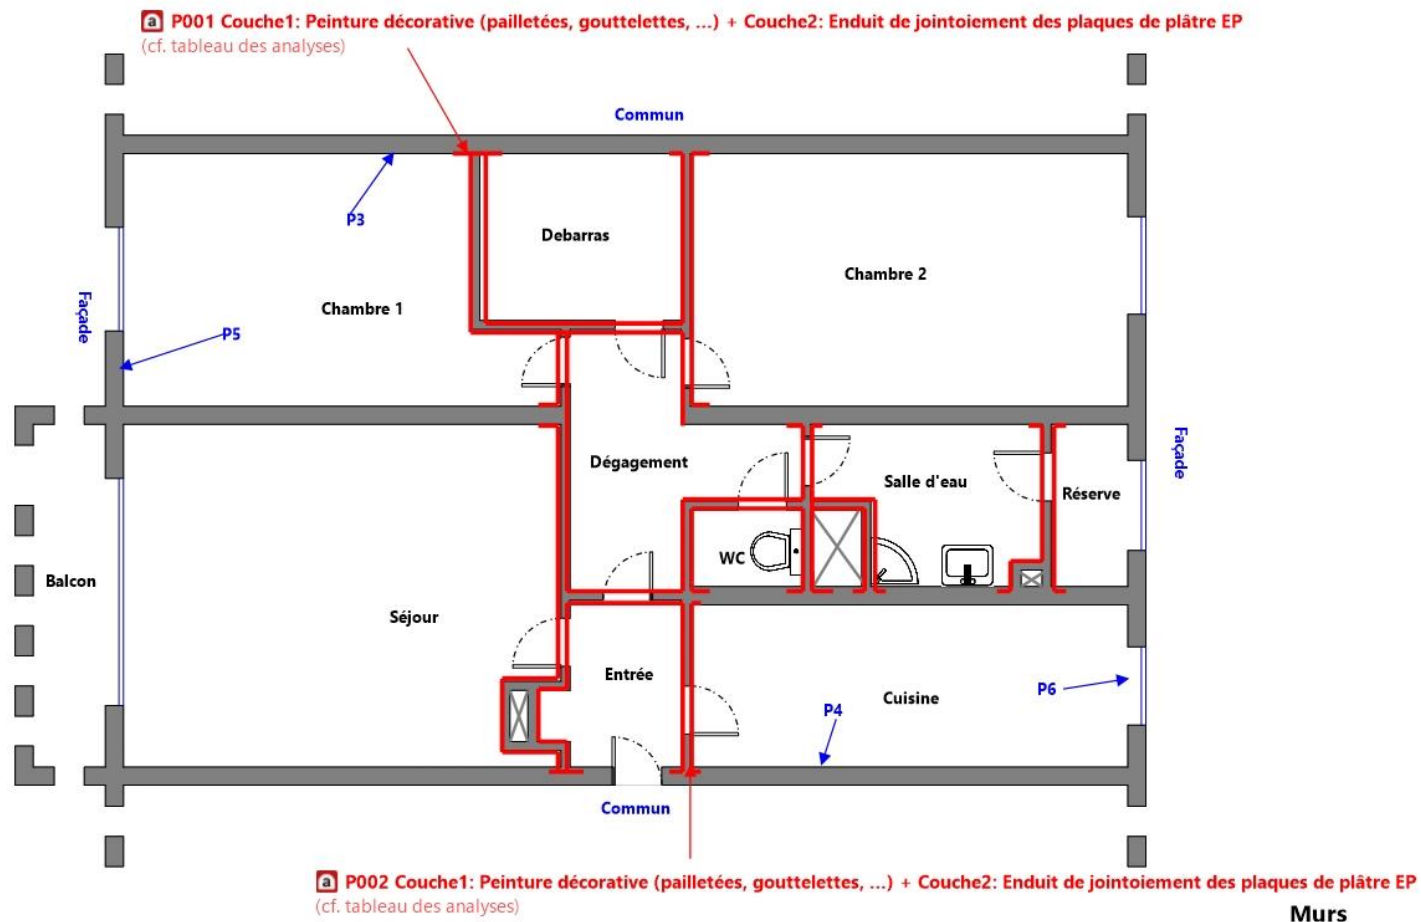 a P001 Couche1: Peinture décorative (pailletées, gouttelettes, ...) + Couche2: Enduit de jointoiement des plaques de plâtre EP
(cf. tableau des analyses)
Commun
P3
Debarras
Chambre 2
Façade
Chambre 1
P5
Façade
Dégagement
Salle d'eau
Réserve
WC
Balcon
Séjour
Entrée
Cuisine
P6
P4
Commun
a P002 Couche1: Peinture décorative (pailletées, gouttelettes, ...) + Couche2: Enduit de jointoiement des plaques de plâtre EP
(cf. tableau des analyses)
Murs